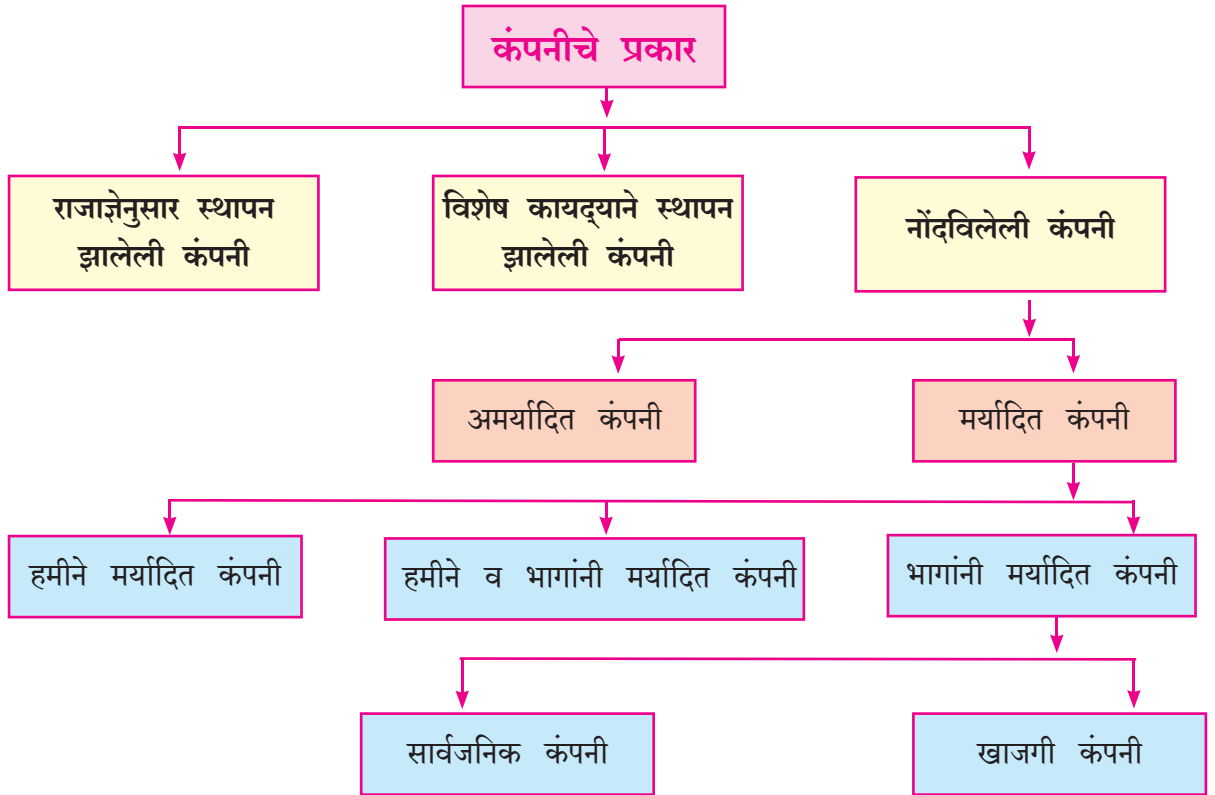 कंपनीचे प्रकार
राजाज्ञेनुसार स्थापन
झालेली कंपनी
विशेष कायद्‌याने स्थापन
झालेली कंपनी
नोंदविलेली कंपनी
अमर्यादित कंपनी
मर्यादित कंपनी
हमीने मर्यादित कंपनी
हमीने व भागांनी मर्यादित कंपनी
भागांनी मर्यादित कंपनी
सार्वजनिक कंपनी
खाजगी कंपनी